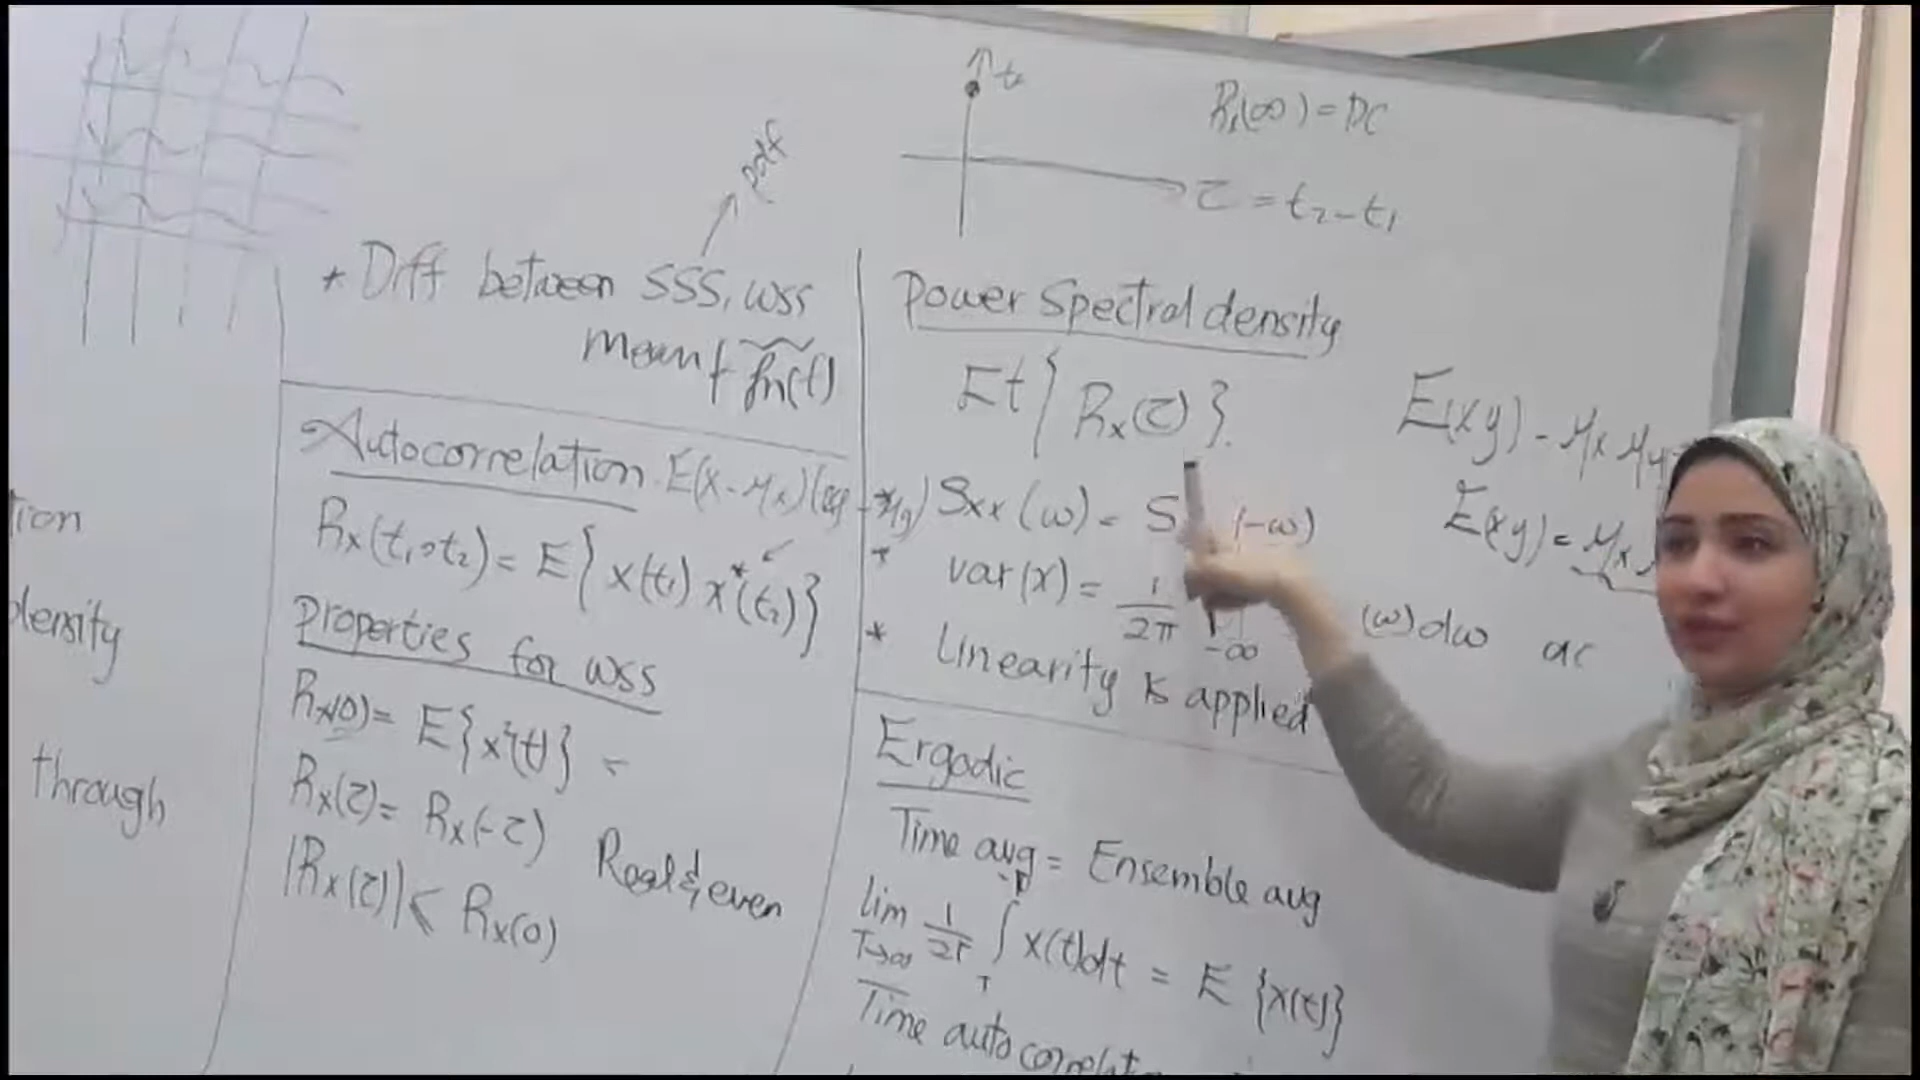 tion
density
through
pdf
* Diff between SSS, WSS
mean & fn(t)
Autocorrelation E(X-μx)(y-μy)
Rx(t1,t2) = E{x(t1) x*(t2)}
Properties for WSS
Rx(0) = E{x²(t)} =
Rx(τ) = Rx(-τ) Real & even
|Rx(τ)| < Rx(0)
Rx(∞) = DC
τ = t2 - t1
Power Spectral density
Ft{Rx(τ)}
* Sxx(ω) = S (-ω)
* var(x) = 1/2π -∞ (ω)dω ac
* Linearity is applied
E(xy) - μx μy
E(xy) = μx
Ergodic
Time avg = Ensemble avg
lim T→∞ 1/2T ∫ x(t)dt = E {x(t)}
Time auto